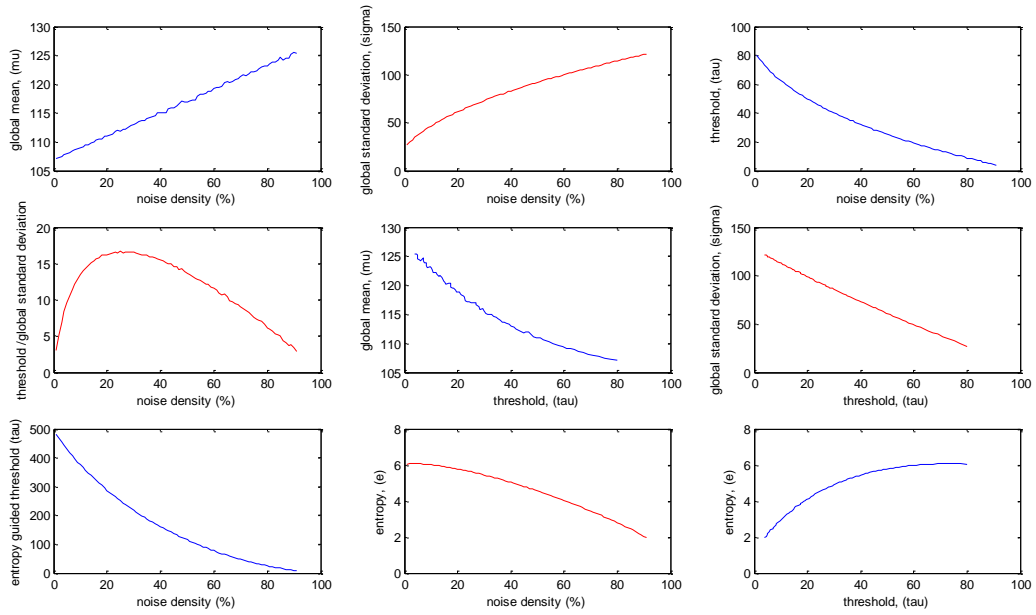 130
125
120
115
110
105
0 20 40 60 80 100
global mean, (mu)
noise density (%)
150
100
50
0
0 20 40 60 80 100
global standard deviation, (sigma)
noise density (%)
100
80
60
40
20
0
0 20 40 60 80 100
threshold, (tau)
noise density (%)
20
15
10
5
0
0 20 40 60 80 100
threshold/global standard deviation
noise density (%)
130
125
120
115
110
105
0 20 40 60 80 100
global mean, (mu)
threshold, (tau)
150
100
50
0
0 20 40 60 80 100
global standard deviation, (sigma)
threshold, (tau)
500
400
300
200
100
0
0 20 40 60 80 100
entropy guided threshold (tau)
noise density (%)
8
6
4
2
0
0 20 40 60 80 100
entropy, (e)
noise density (%)
8
6
4
2
0
0 20 40 60 80 100
entropy, (e)
threshold, (tau)